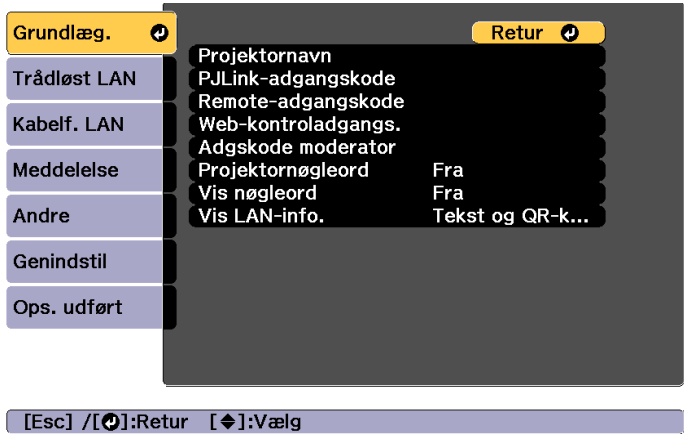 Grundlæg.
Retur
Projektornavn
Trådløst LAN
PJLink-adgangskode
Remote-adgangskode
Kabelf. LAN
Web-kontroladgangs.
Adgskode moderator
Meddelelse
Projektornøgleord Fra
Vis nøgleord Fra
Andre
Vis LAN-info. Tekst og QR-k...
Genindstil
Ops. udført
[Esc] /[ ]:Retur [ ]:Vælg